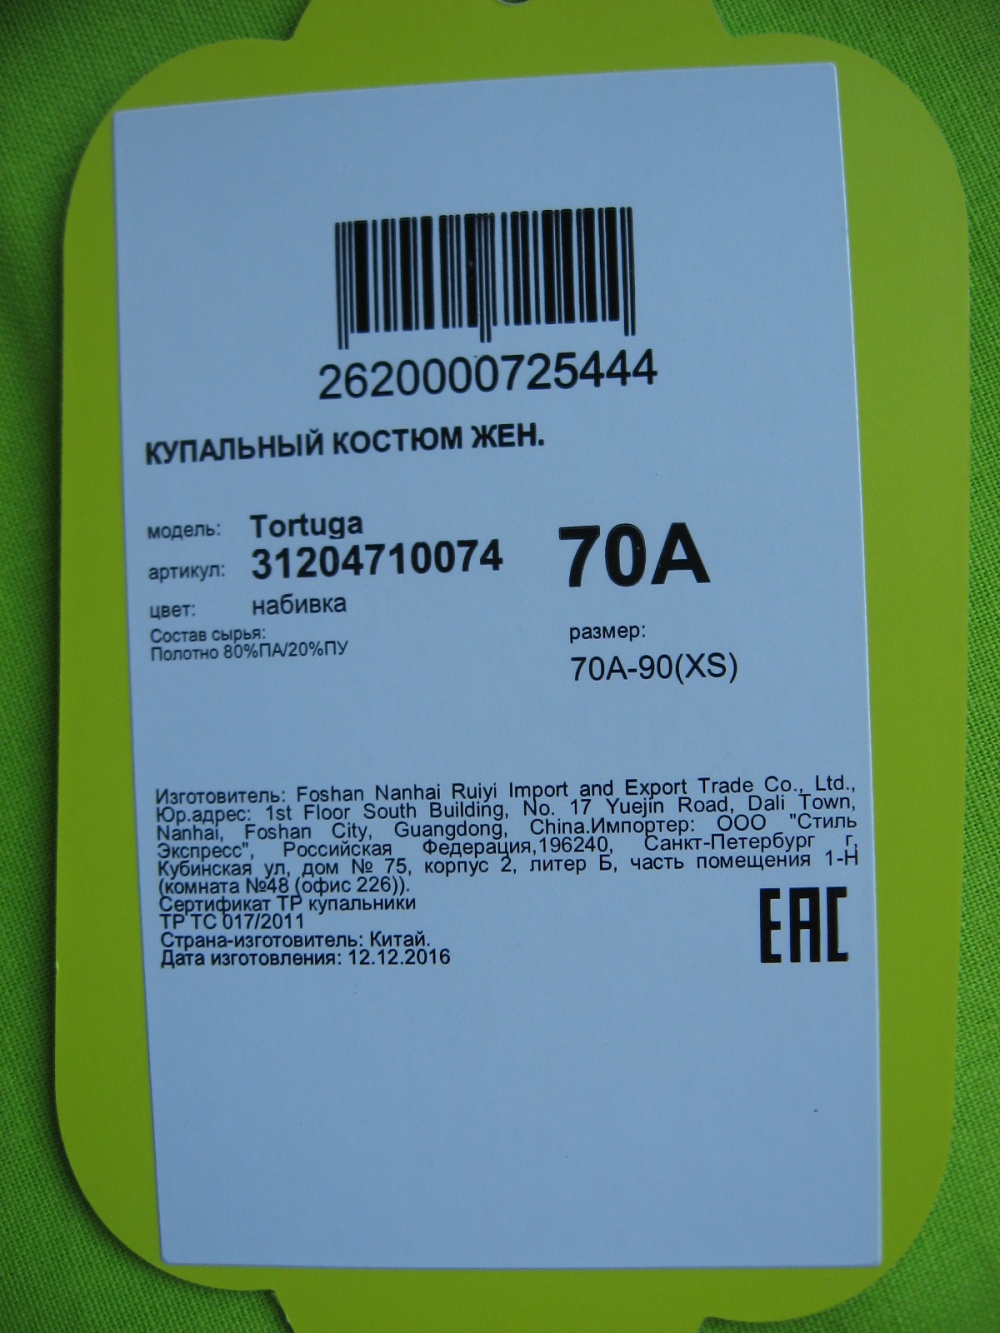 2620000725444
КУПАЛЬНЫЙ КОСТЮМ ЖЕН.
модель: Tortuga
артикул: 31204710074
70A
цвет: набивка
Состав сырья:
Полотно 80%ПА/20%ПУ
размер:
70A-90(XS)
Изготовитель: Foshan Nanhai Ruiyi Import and Export Trade Co., Ltd.,
Юр.адрес: 1st Floor South Building, No. 17 Yuejin Road, Dali Town,
Nanhai, Foshan City, Guangdong, China.Импортер: ООО "Стиль
Экспресс", Российская Федерация,196240, Санкт-Петербург г,
Кубинская ул, дом № 75, корпус 2, литер Б, часть помещения 1-Н
(комната №48 (офис 226)).
Сертификат ТР купальники
ТР ТС 017/2011
Страна-изготовитель: Китай.
Дата изготовления: 12.12.2016
EAC